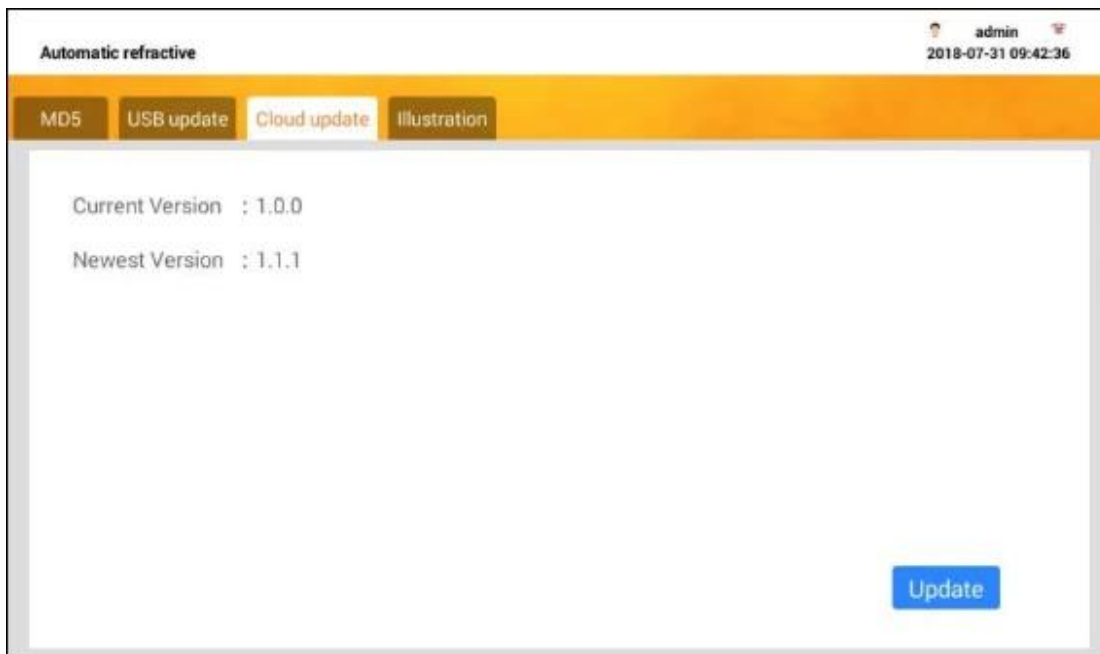 admin
Automatic refractive
2018-07-31 09:42:36
MD5 USB update Cloud update Illustration
Current Version : 1.0.0
Newest Version : 1.1.1
Update